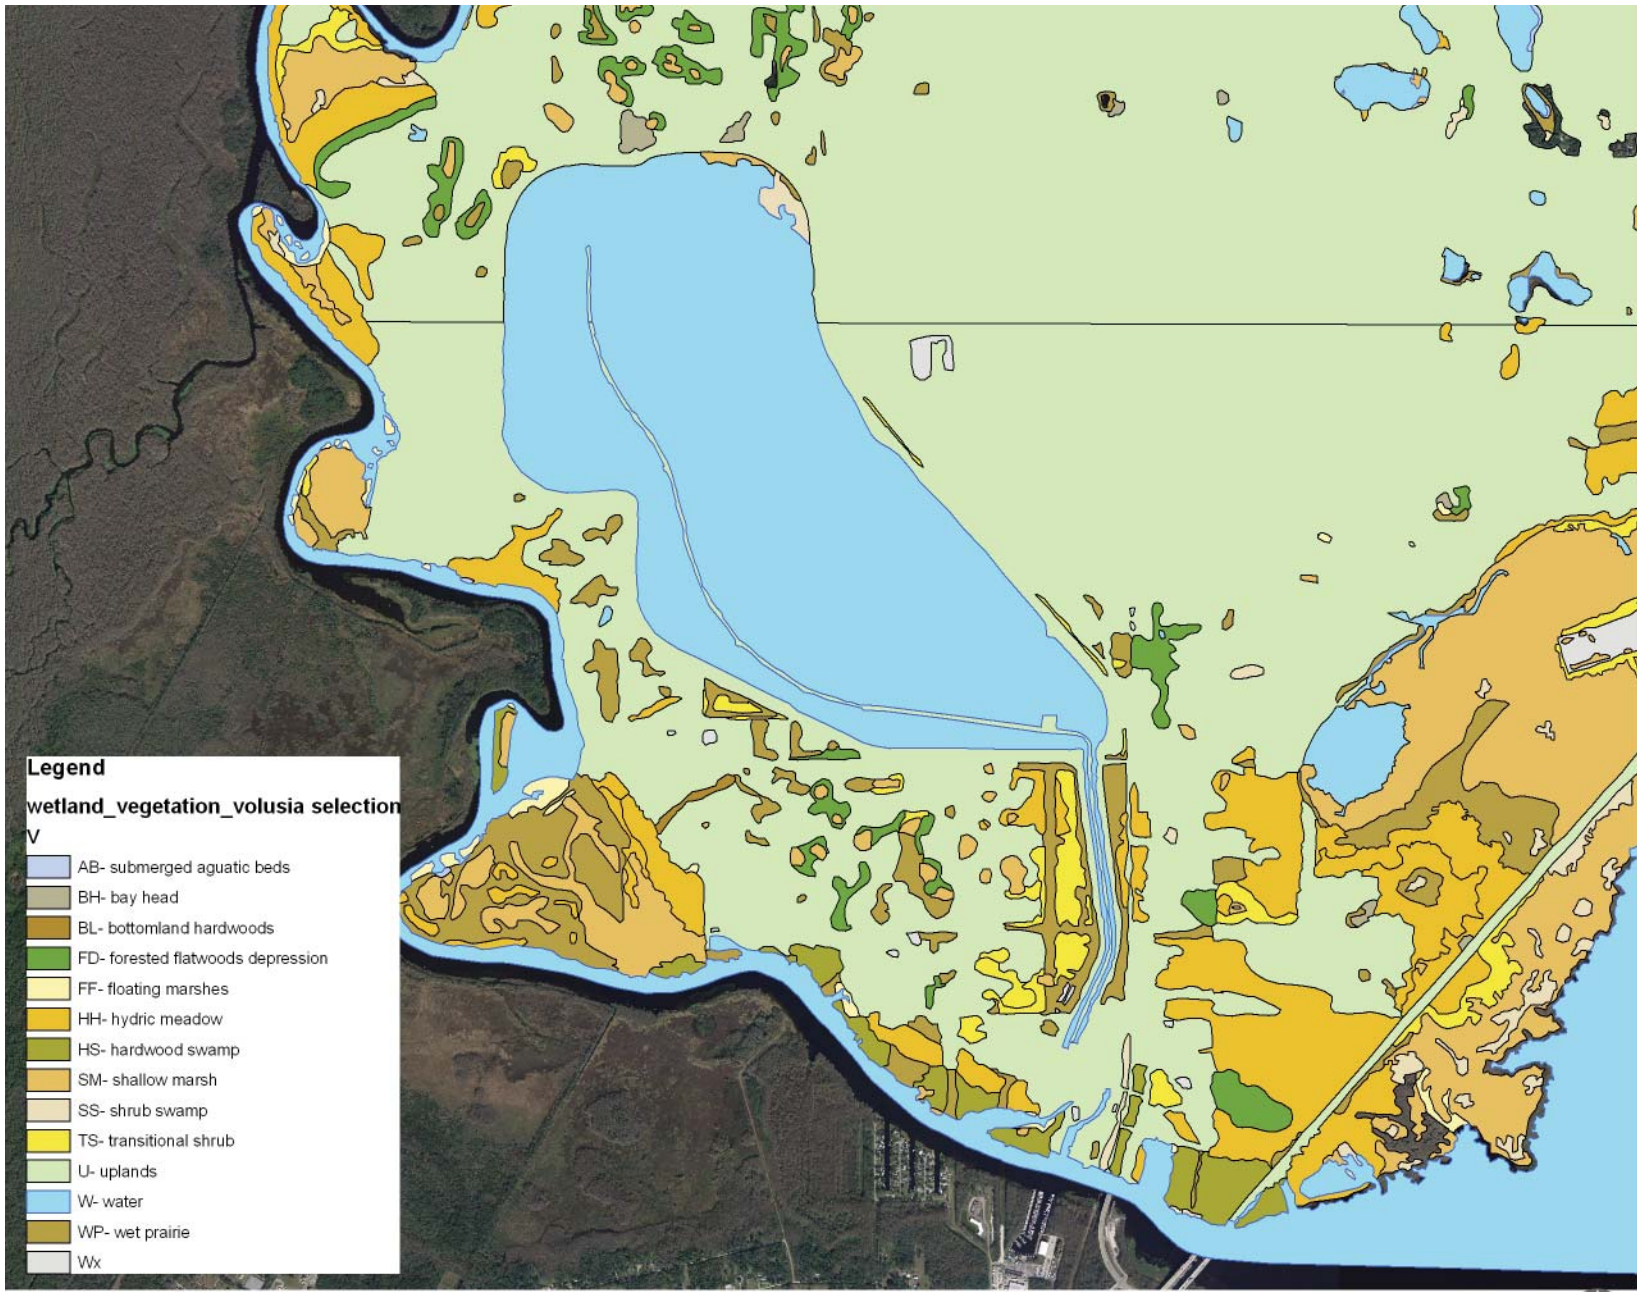 Legend
wetland_vegetation_volusia selection
V
AB- submerged aguatic beds
BH- bay head
BL- bottomland hardwoods
FD- forested flatwoods depression
FF- floating marshes
HH- hydric meadow
HS- hardwood swamp
SM- shallow marsh
SS- shrub swamp
TS- transitional shrub
U- uplands
W- water
WP- wet prairie
Wx